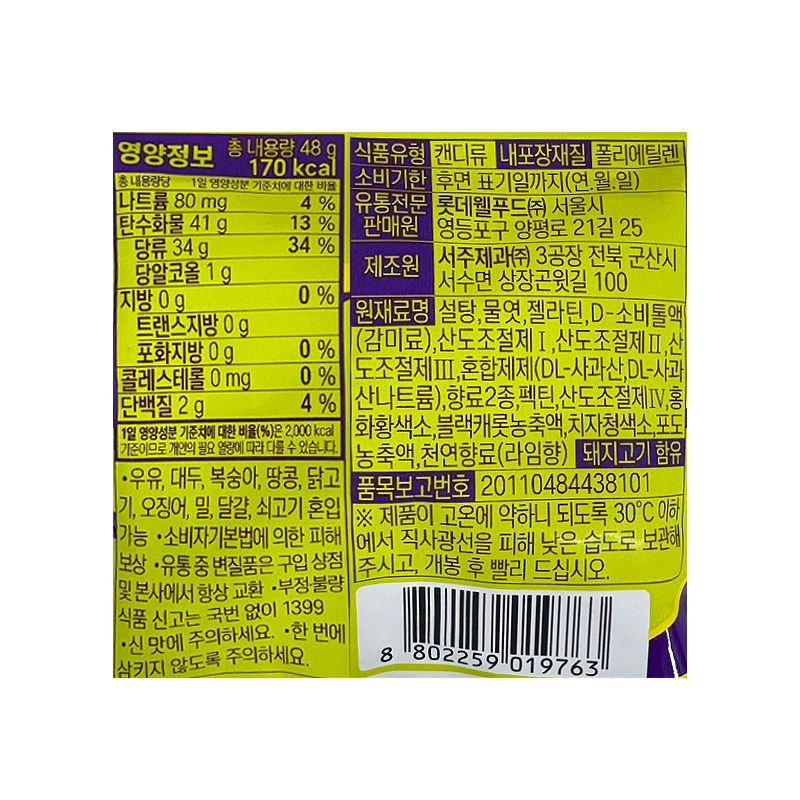 영양정보 총 내용량 48 g
170 kcal
총 내용량당 1일 영양성분 기준치에 대한 비율
나트륨 80 mg 4 %
탄수화물 41 g 13 %
당류 34 g 34 %
당알코올 1 g
지방 0 g 0 %
트랜스지방 0 g
포화지방 0 g 0 %
콜레스테롤 0 mg 0 %
단백질 2 g 4 %
1일 영양성분 기준치에 대한 비율(%)은 2,000 kcal
기준이므로 개인의 필요 열량에 따라 다를 수 있습니다.
•우유, 대두, 복숭아, 땅콩, 닭고
기, 오징어, 밀, 달걀, 쇠고기 혼입
가능 •소비자기본법에 의한 피해
보상 •유통 중 변질품은 구입 상점
및 본사에서 항상 교환 •부정·불량
식품 신고는 국번 없이 1399
•신 맛에 주의하세요. •한 번에
삼키지 않도록 주의하세요.
식품유형 캔디류 내포장재질 폴리에틸렌
소비기한 후면 표기일까지(연.월.일)
유통전문 롯데웰푸드㈜ 서울시
판매원 영등포구 양평로 21길 25
제조원 서주제과㈜ 3공장 전북 군산시
서수면 상장곤윗길 100
원재료명 설탕,물엿,젤라틴,D-소비톨액
(감미료),산도조절제Ⅰ,산도조절제Ⅱ,산
도조절제Ⅲ,혼합제제(DL-사과산,DL-사과
산나트륨),향료2종,펙틴,산도조절제Ⅳ,홍
화황색소,블랙캐롯농축액,치자청색소,포도
농축액,천연향료(라임향) 돼지고기 함유
품목보고번호 20110484438101
※ 제품이 고온에 약하니 되도록 30℃ 이하
에서 직사광선을 피해 낮은 습도로 보관해
주시고, 개봉 후 빨리 드십시오.
8 802259 019763